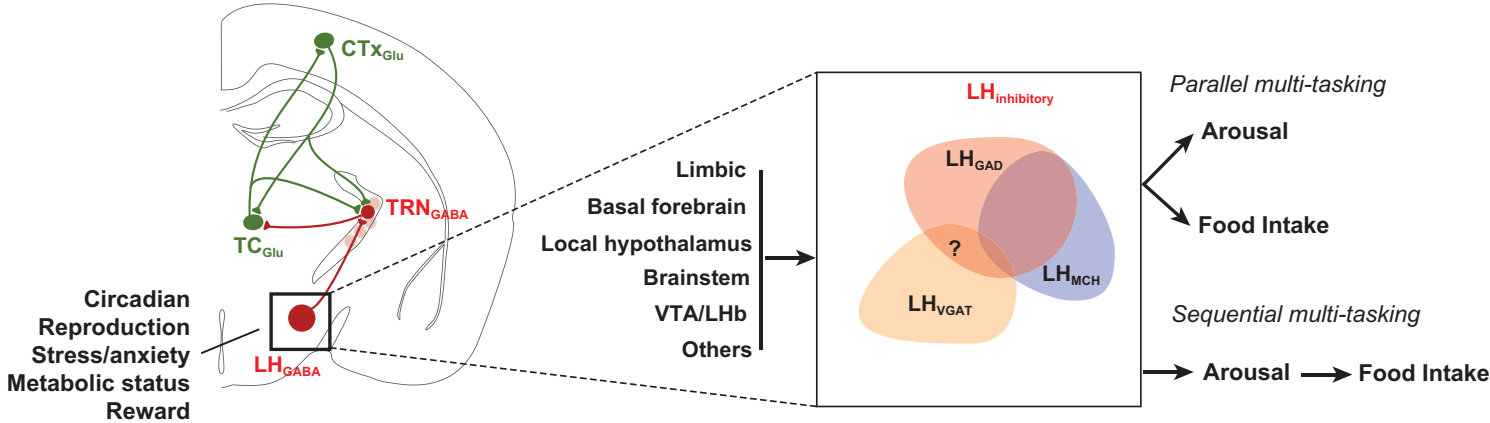 CTxGlu
TRNGABA
TCGlu
Circadian
Reproduction
Stress/anxiety
Metabolic status
Reward
LHGABA
Limbic
Basal forebrain
Local hypothalamus
Brainstem
VTA/LHb
Others
LHinhibitory
LHGAD
?
LHMCH
LHVGAT
Parallel multi-tasking
Arousal
Food Intake
Sequential multi-tasking
Arousal Food Intake